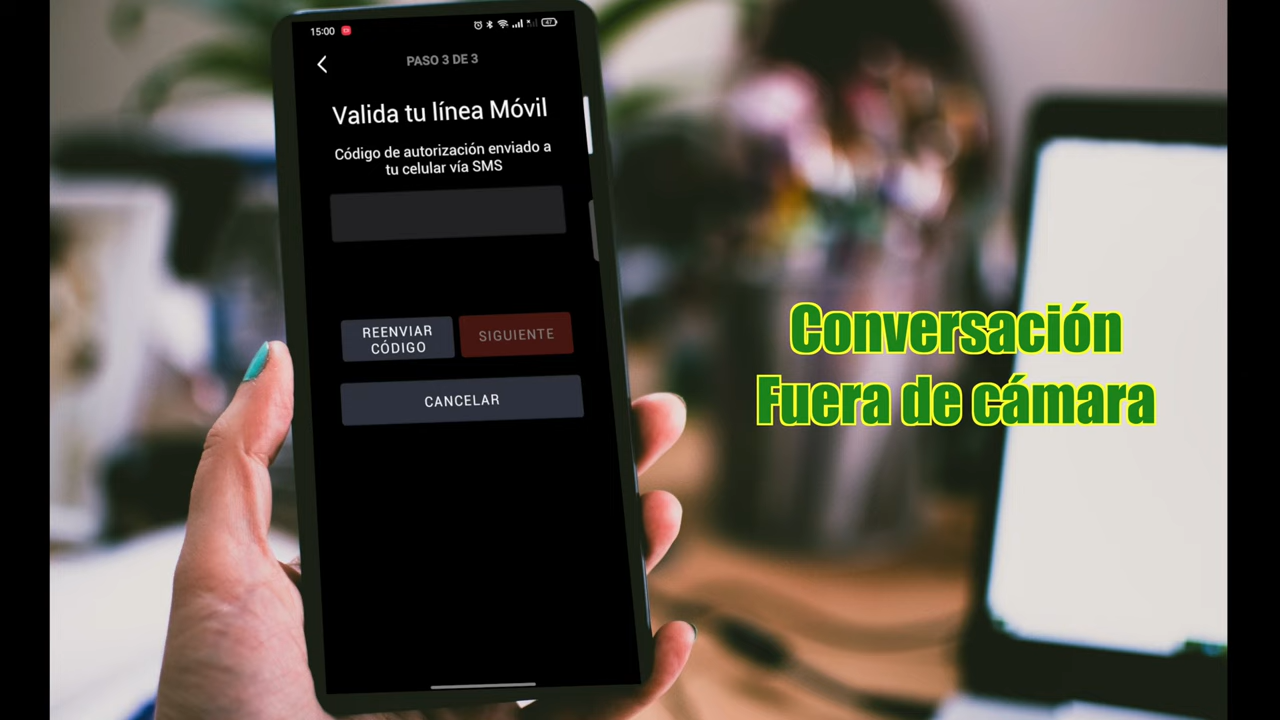 15:00
47
PASO 3 DE 3
Valida tu línea Móvil
Código de autorización enviado a
tu celular vía SMS
REENVIAR
CÓDIGO
SIGUIENTE
CANCELAR
Conversación
Fuera de cámara